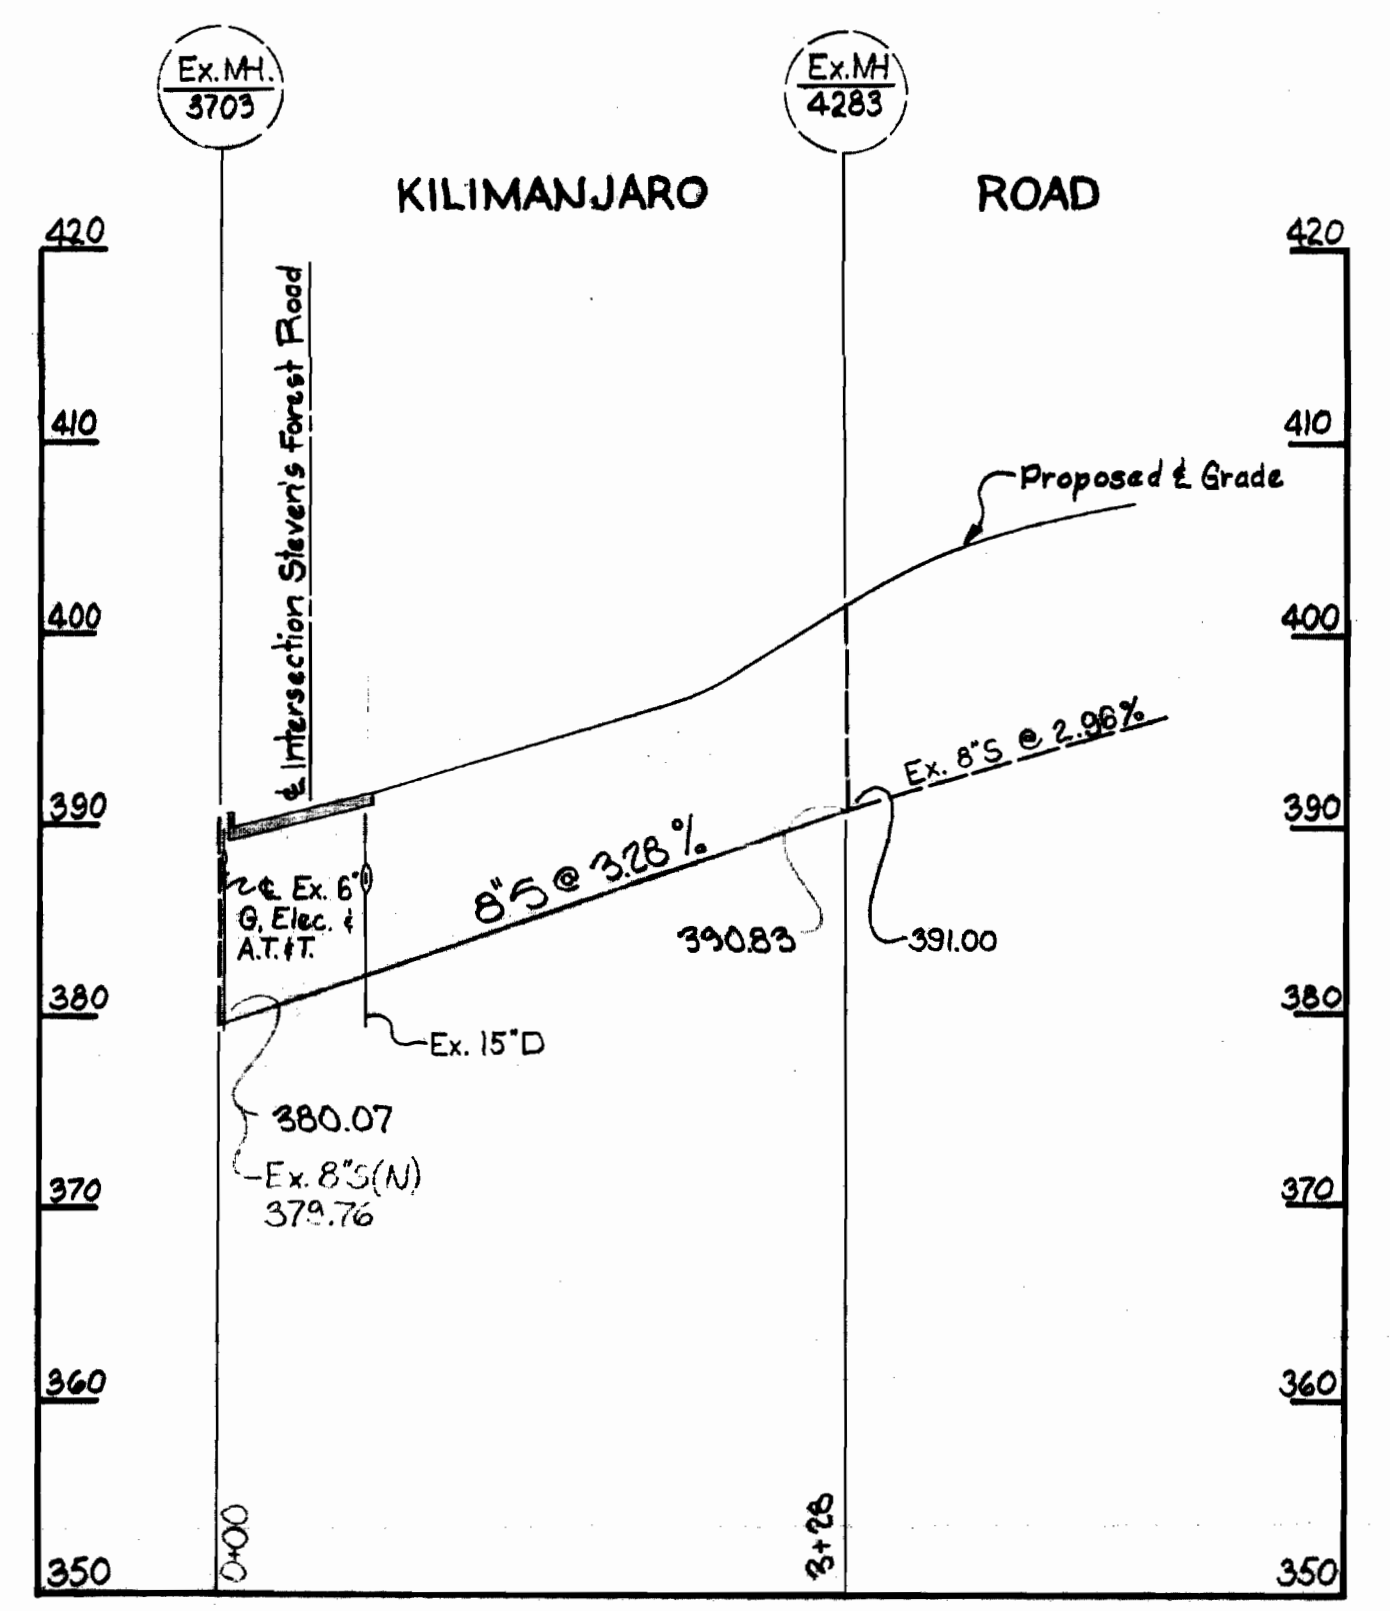 Ex. MH.
3703
Ex. MH
4283
KILIMANJARO ROAD
420
420
℄ Intersection Steven's Forest Road
410
410
Proposed ℄ Grade
400
400
Ex. 8"S @ 2.96%
390
390
8"S @ 3.28%
℄ Ex. 6"
G, Elec. &
A.T.&T.
390.83
391.00
380
380
Ex. 15"D
380.07
Ex. 8"S(N)
379.76
370
370
360
360
0+00
3+28
350
350